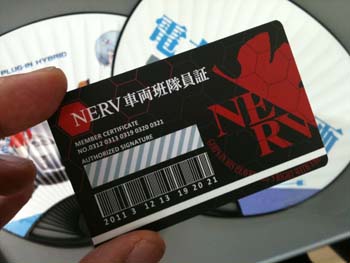 PLUG-IN HYBRID
電
NERV車両班隊員証
MEMBER CERTIFICATE
NO.0312 0313 0319 0320 0321
AUTHORIZED SIGNATURE
NERV
2011 3 12 13 19 20 21